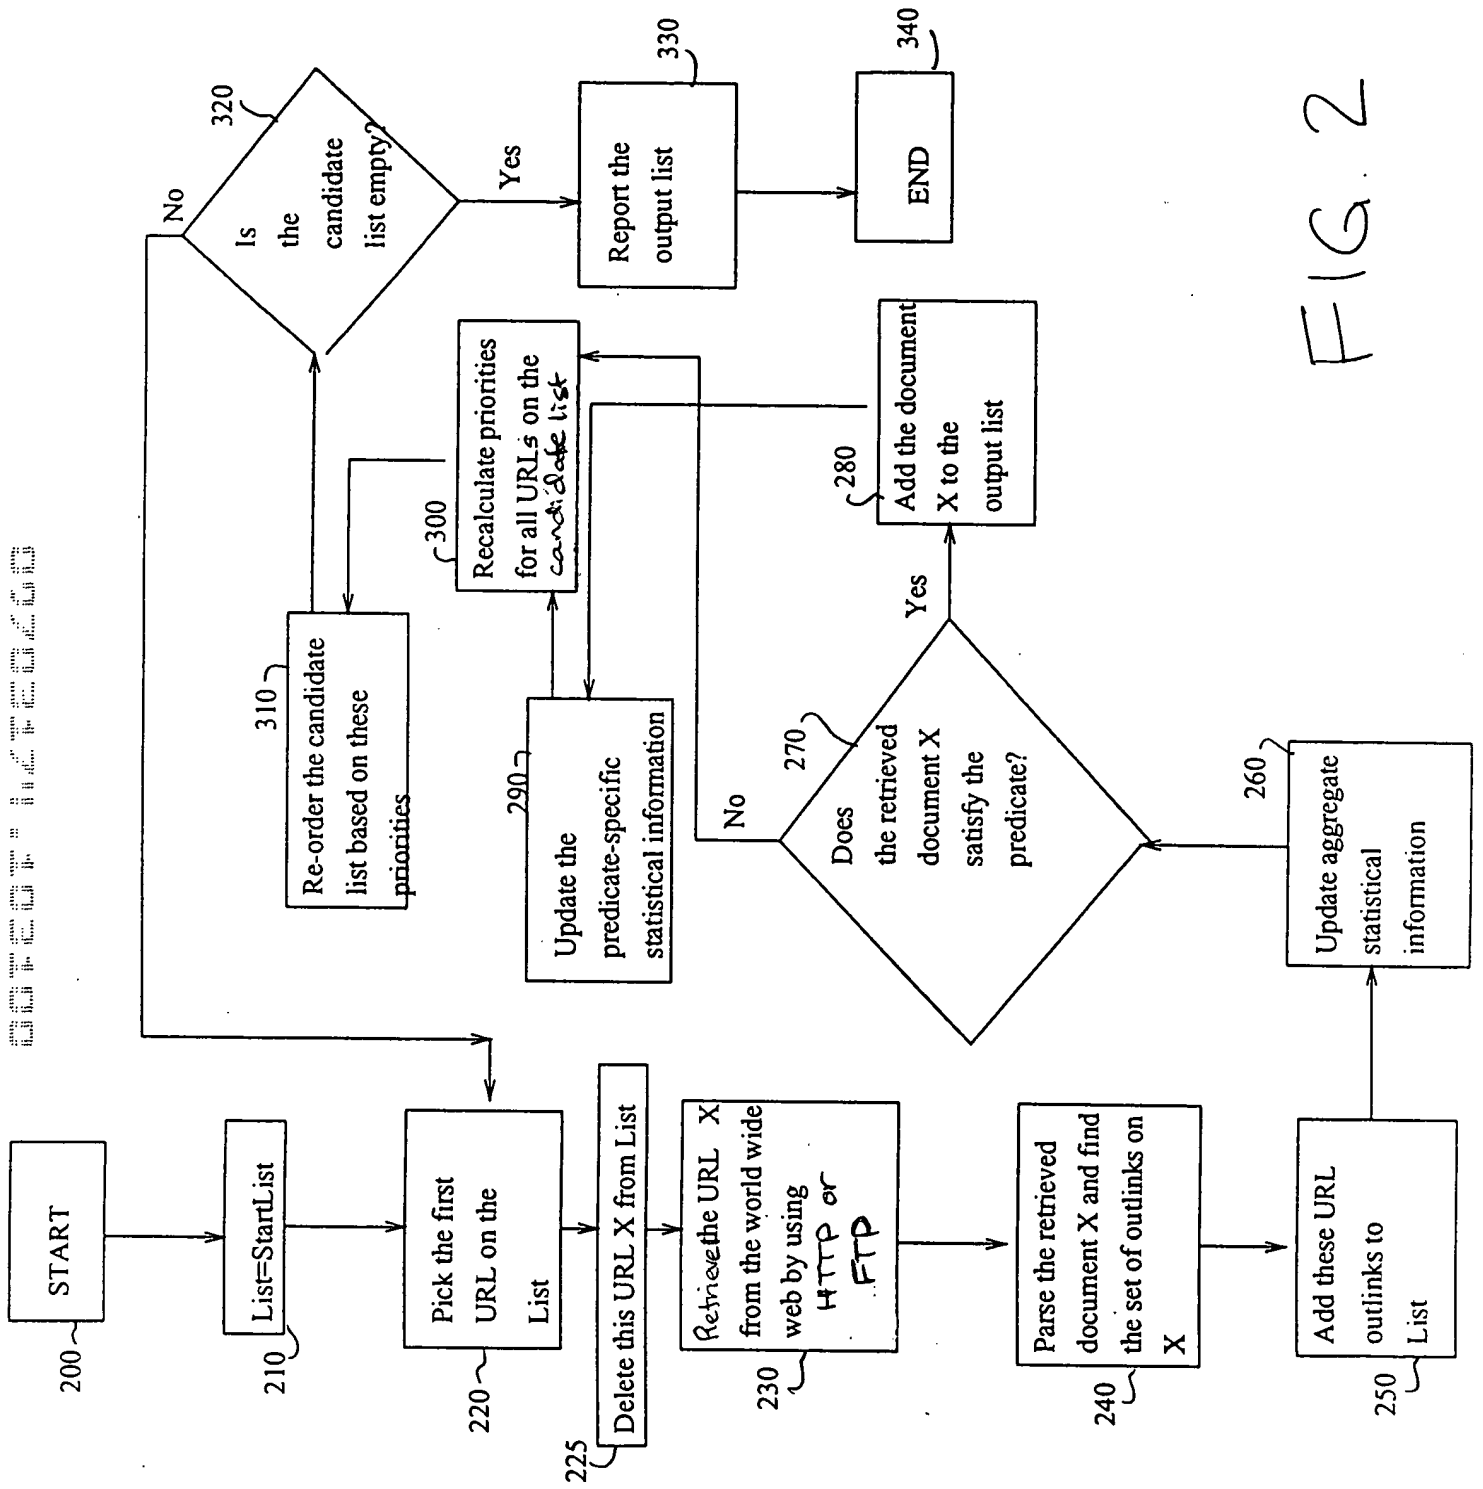 200
START
210
List=StartList
220
Pick the first
URL on the
List
225
Delete this URL X from List
230
Retrieve the URL X
from the world wide
web by using
HTTP or
FTP
240
Parse the retrieved
document X and find
the set of outlinks on
X
250
Add these URL
outlinks to
List
260
Update aggregate
statistical
information
270
Does
the retrieved
document X
satisfy the
predicate?
No
Yes
280
Add the document
X to the
output list
290
Update the
predicate-specific
statistical information
300
Recalculate priorities
for all URLs on the
candidate list
310
Re-order the candidate
list based on these
priorities
320
Is
the
candidate
list empty?
No
Yes
330
Report the
output list
340
END
FIG. 2